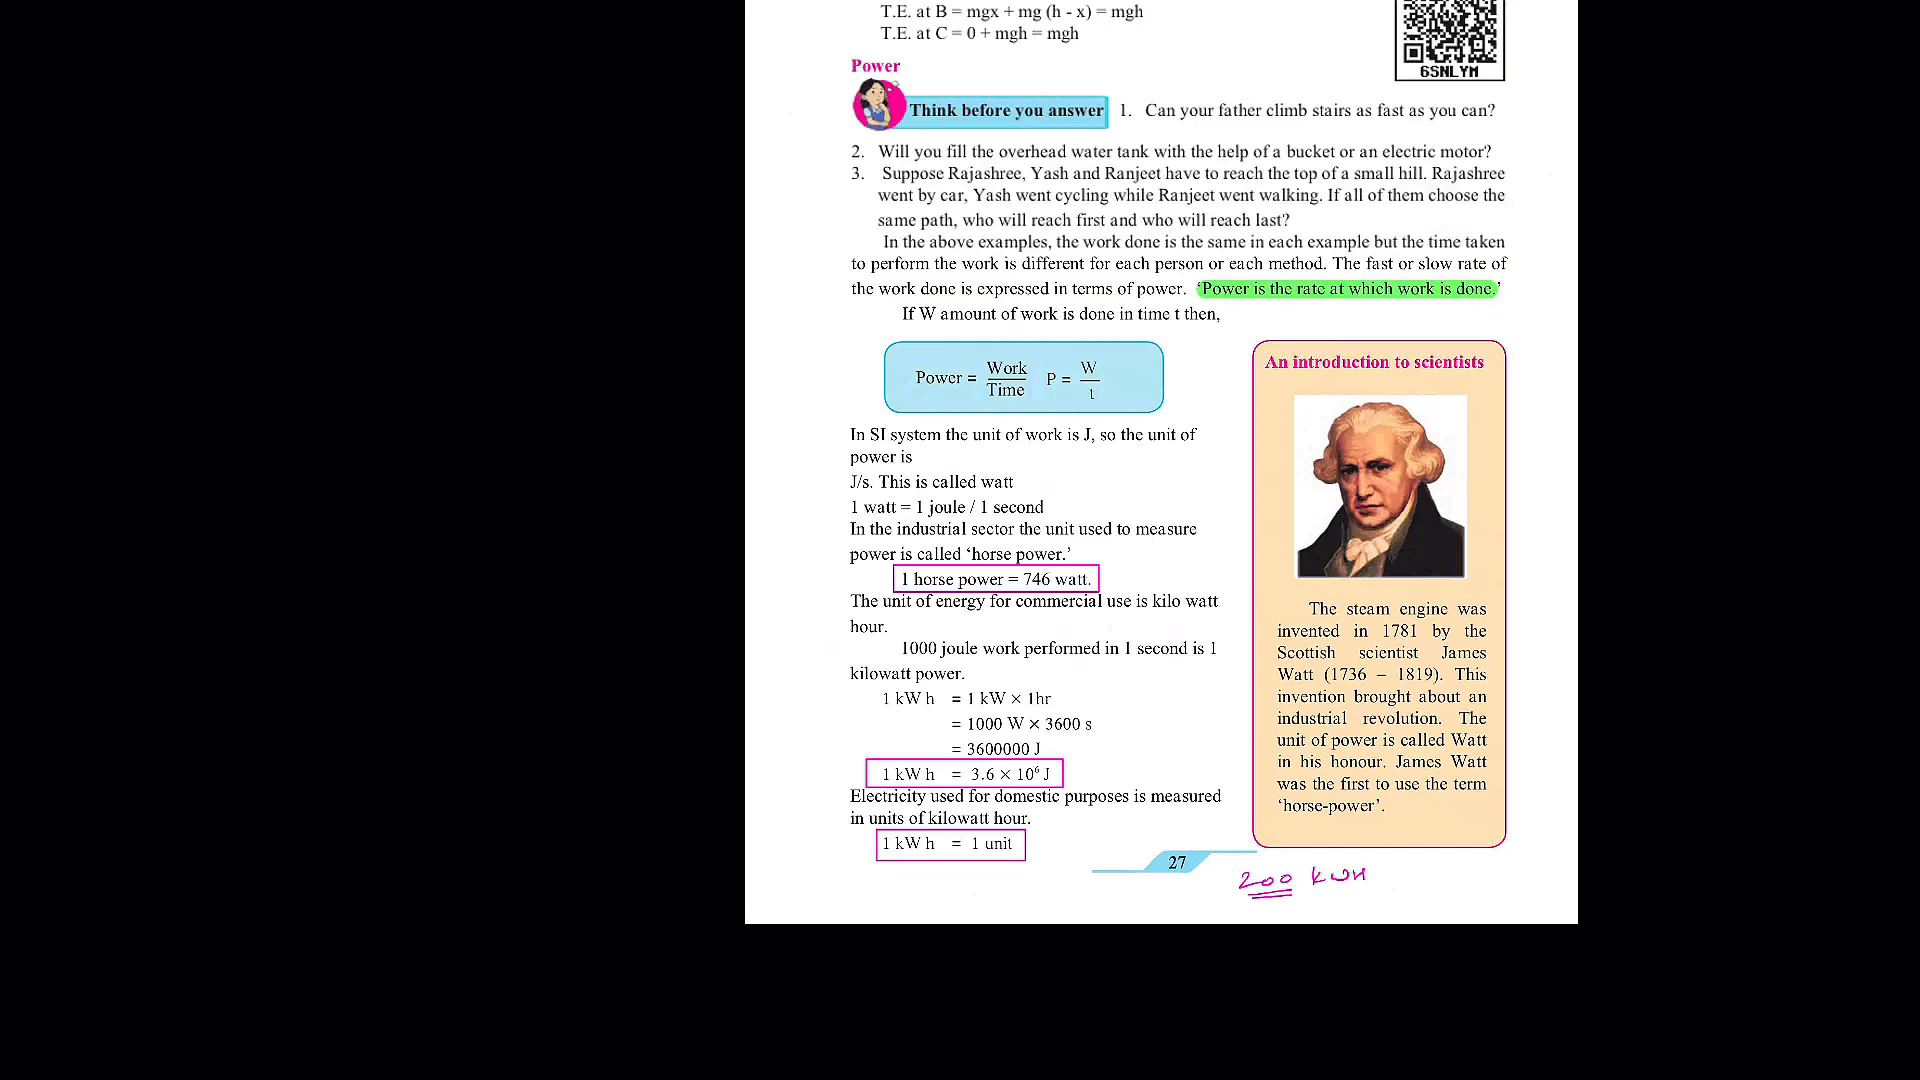 T.E. at B = mgx + mg (h - x) = mgh
T.E. at C = 0 + mgh = mgh
6SNLYM
Power
Think before you answer 1. Can your father climb stairs as fast as you can?
2. Will you fill the overhead water tank with the help of a bucket or an electric motor?
3. Suppose Rajashree, Yash and Ranjeet have to reach the top of a small hill. Rajashree
went by car, Yash went cycling while Ranjeet went walking. If all of them choose the
same path, who will reach first and who will reach last?
In the above examples, the work done is the same in each example but the time taken
to perform the work is different for each person or each method. The fast or slow rate of
the work done is expressed in terms of power. ‘Power is the rate at which work is done.’
If W amount of work is done in time t then,
Power = Work / Time P = W / t
In SI system the unit of work is J, so the unit of
power is
J/s. This is called watt
1 watt = 1 joule / 1 second
In the industrial sector the unit used to measure
power is called ‘horse power.’
1 horse power = 746 watt.
The unit of energy for commercial use is kilo watt
hour.
1000 joule work performed in 1 second is 1
kilowatt power.
1 kW h = 1 kW × 1hr
= 1000 W × 3600 s
= 3600000 J
1 kW h = 3.6 × 10⁶ J
Electricity used for domestic purposes is measured
in units of kilowatt hour.
1 kW h = 1 unit
An introduction to scientists
The steam engine was
invented in 1781 by the
Scottish scientist James
Watt (1736 – 1819). This
invention brought about an
industrial revolution. The
unit of power is called Watt
in his honour. James Watt
was the first to use the term
‘horse-power’.
27
200 kWH